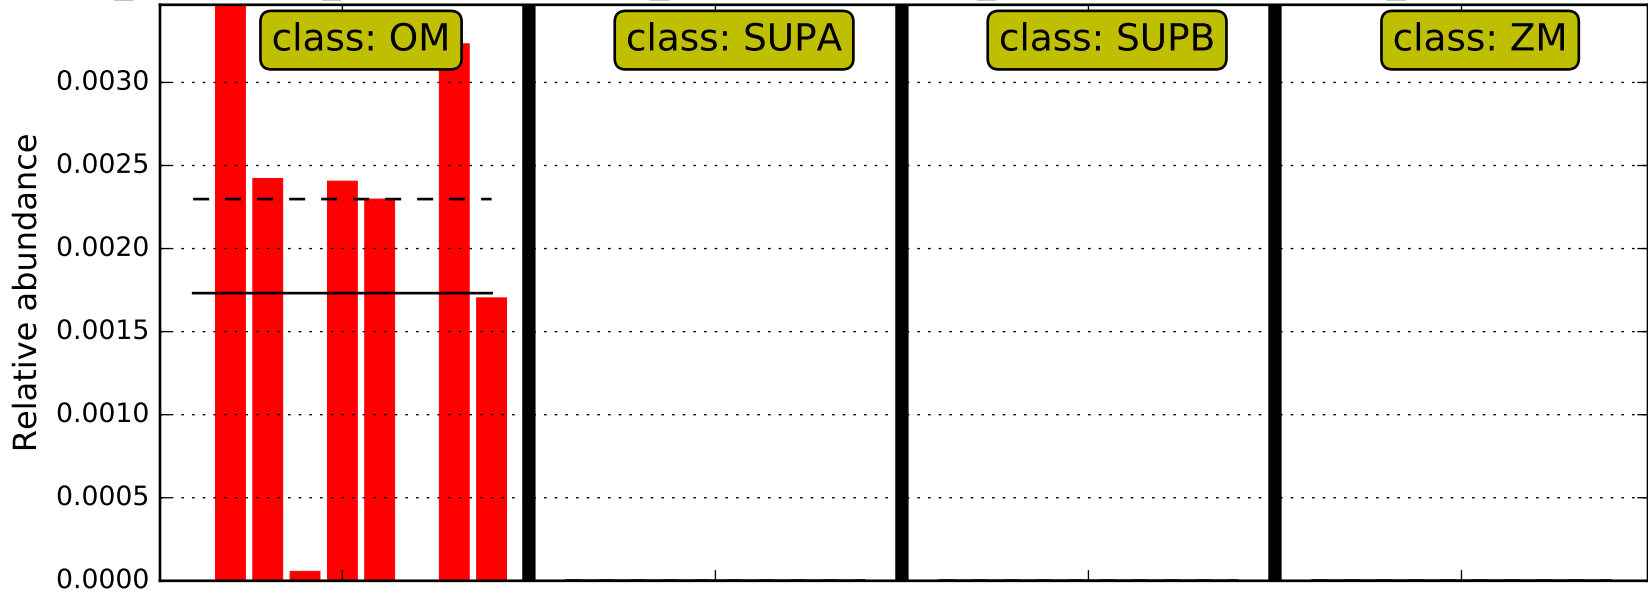 class: OM
class: SUPA
class: SUPB
class: ZM
Relative abundance
0.0030
0.0025
0.0020
0.0015
0.0010
0.0005
0.0000